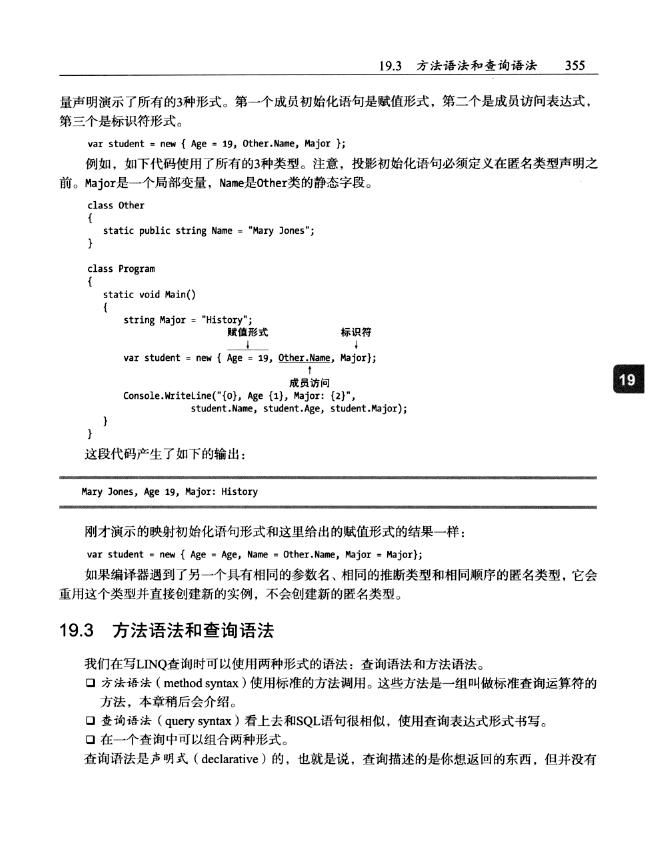 19.3 方法语法和查询语法 355
量声明演示了所有的3种形式。第一个成员初始化语句是赋值形式，第二个是成员访问表达式，
第三个是标识符形式。
var student = new { Age = 19, Other.Name, Major };
例如，如下代码使用了所有的3种类型。注意，投影初始化语句必须定义在匿名类型声明之
前。Major是一个局部变量，Name是Other类的静态字段。
class Other
{
static public string Name = "Mary Jones";
}
class Program
{
static void Main()
{
string Major = "History";
赋值形式 标识符
↓ ↓
var student = new { Age = 19, Other.Name, Major};
↑
成员访问
Console.WriteLine("{0}, Age {1}, Major: {2}",
student.Name, student.Age, student.Major);
}
}
19
这段代码产生了如下的输出：
Mary Jones, Age 19, Major: History
刚才演示的映射初始化语句形式和这里给出的赋值形式的结果一样：
var student = new { Age = Age, Name = Other.Name, Major = Major};
如果编译器遇到了另一个具有相同的参数名、相同的推断类型和相同顺序的匿名类型，它会
重用这个类型并直接创建新的实例，不会创建新的匿名类型。
19.3 方法语法和查询语法
我们在写LINQ查询时可以使用两种形式的语法：查询语法和方法语法。
❑ 方法语法（method syntax）使用标准的方法调用。这些方法是一组叫做标准查询运算符的
方法，本章稍后会介绍。
❑ 查询语法（query syntax）看上去和SQL语句很相似，使用查询表达式形式书写。
❑ 在一个查询中可以组合两种形式。
查询语法是声明式（declarative）的，也就是说，查询描述的是你想返回的东西，但并没有